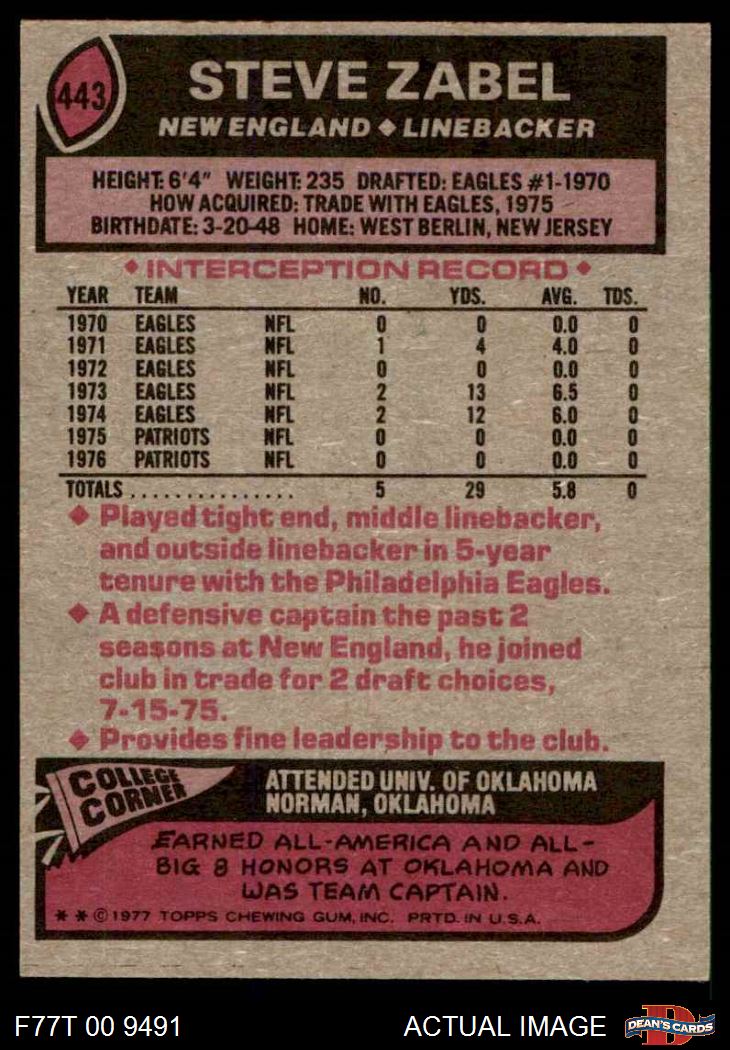 443
STEVE ZABEL
NEW ENGLAND ◆ LINEBACKER
HEIGHT: 6'4" WEIGHT: 235 DRAFTED: EAGLES #1-1970
HOW ACQUIRED: TRADE WITH EAGLES, 1975
BIRTHDATE: 3-20-48 HOME: WEST BERLIN, NEW JERSEY
◆ INTERCEPTION RECORD ◆
YEAR TEAM NO. YDS. AVG. TDS.
1970 EAGLES NFL 0 0 0.0 0
1971 EAGLES NFL 1 4 4.0 0
1972 EAGLES NFL 0 0 0.0 0
1973 EAGLES NFL 2 13 6.5 0
1974 EAGLES NFL 2 12 6.0 0
1975 PATRIOTS NFL 0 0 0.0 0
1976 PATRIOTS NFL 0 0 0.0 0
TOTALS ............... 5 29 5.8 0
◆ Played tight end, middle linebacker,
and outside linebacker in 5-year
tenure with the Philadelphia Eagles.
◆ A defensive captain the past 2
seasons at New England, he joined
club in trade for 2 draft choices,
7-15-75.
◆ Provides fine leadership to the club.
COLLEGE
CORNER
ATTENDED UNIV. OF OKLAHOMA
NORMAN, OKLAHOMA
EARNED ALL-AMERICA AND ALL-
BIG 8 HONORS AT OKLAHOMA AND
WAS TEAM CAPTAIN.
* * © 1977 TOPPS CHEWING GUM, INC. PRTD. IN U.S.A.
F77T 00 9491 ACTUAL IMAGE
D
DEAN'S CARDS